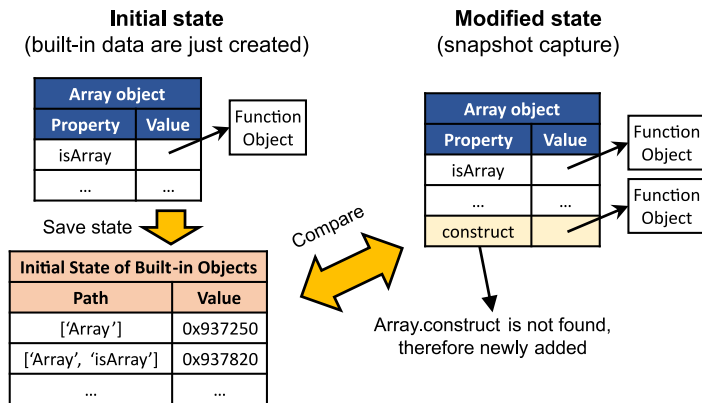 Initial state
(built-in data are just created)
Array object
Property Value
isArray
... ...
Function
Object
Save state
Initial State of Built-in Objects
Path Value
[‘Array’] 0x937250
[‘Array’, ‘isArray’] 0x937820
... ...
Compare
Modified state
(snapshot capture)
Array object
Property Value
isArray
... ...
construct
Function
Object
Function
Object
Array.construct is not found,
therefore newly added